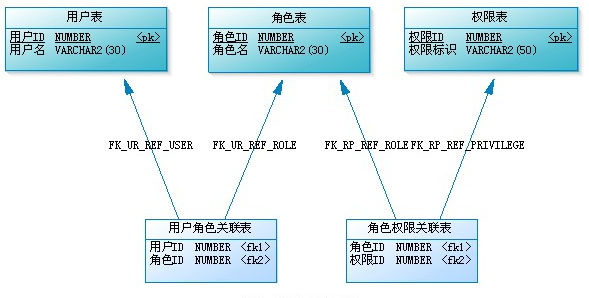 用户表 角色表 权限表
用户ID NUMBER <pk> 角色ID NUMBER <pk> 权限ID NUMBER <pk>
用户名 VARCHAR2(30) 角色名 VARCHAR2(30) 权限标识 VARCHAR2(50)
FK_UR_REF_USER FK_UR_REF_ROLE FK_RP_REF_ROLE FK_RP_REF_PRIVILEGE
用户角色关联表 角色权限关联表
用户ID NUMBER <fk1> 角色ID NUMBER <fk1>
角色ID NUMBER <fk2> 权限ID NUMBER <fk2>